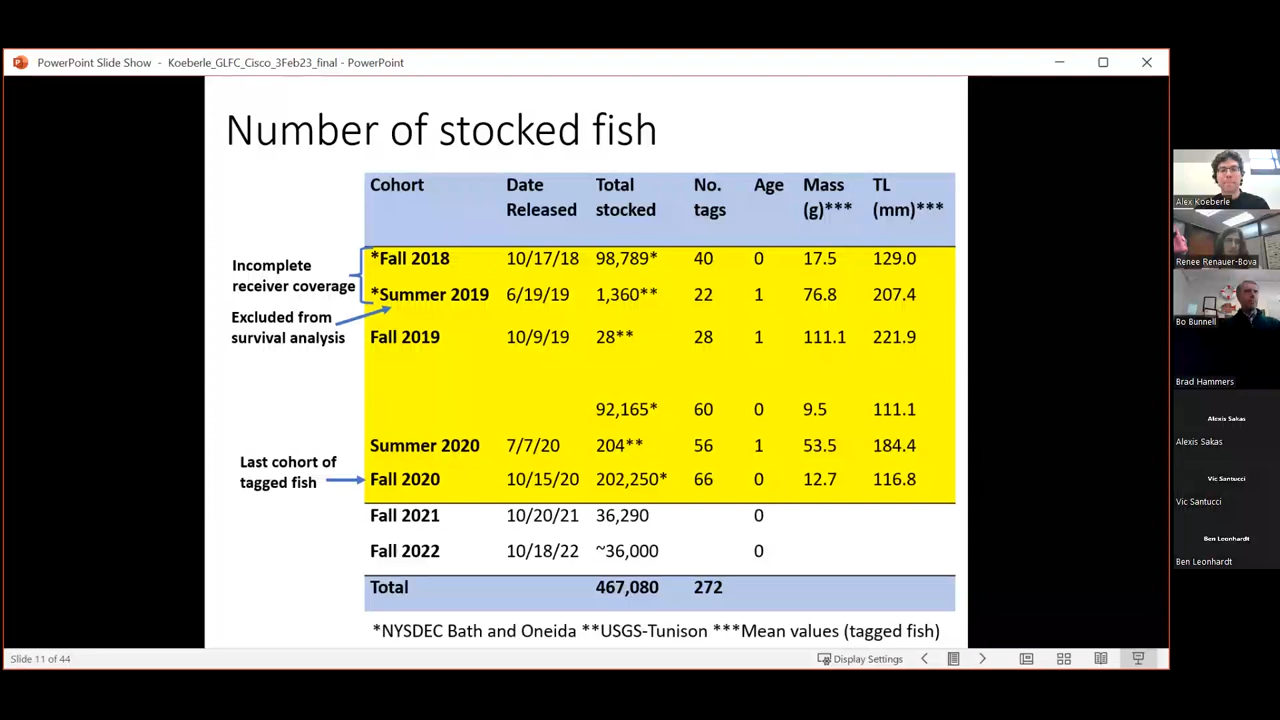 PowerPoint Slide Show - Koeberle_GLFC_Cisco_3Feb23_final - PowerPoint
Number of stocked fish
Cohort Date Released Total stocked No. tags Age Mass (g)*** TL (mm)***
*Fall 2018 10/17/18 98,789* 40 0 17.5 129.0
Incomplete receiver coverage
*Summer 2019 6/19/19 1,360** 22 1 76.8 207.4
Excluded from survival analysis
Fall 2019 10/9/19 28** 28 1 111.1 221.9
92,165* 60 0 9.5 111.1
Summer 2020 7/7/20 204** 56 1 53.5 184.4
Last cohort of tagged fish
Fall 2020 10/15/20 202,250* 66 0 12.7 116.8
Fall 2021 10/20/21 36,290 0
Fall 2022 10/18/22 ~36,000 0
Total 467,080 272
*NYSDEC Bath and Oneida **USGS-Tunison ***Mean values (tagged fish)
Slide 11 of 44
Display Settings
Alex Koeberle
Renee Renauer-Bova
Bo Bunnell
Brad Hammers
Alexis Sakas
Alexis Sakas
Vic Santucci
Vic Santucci
Ben Leonhardt
Ben Leonhardt